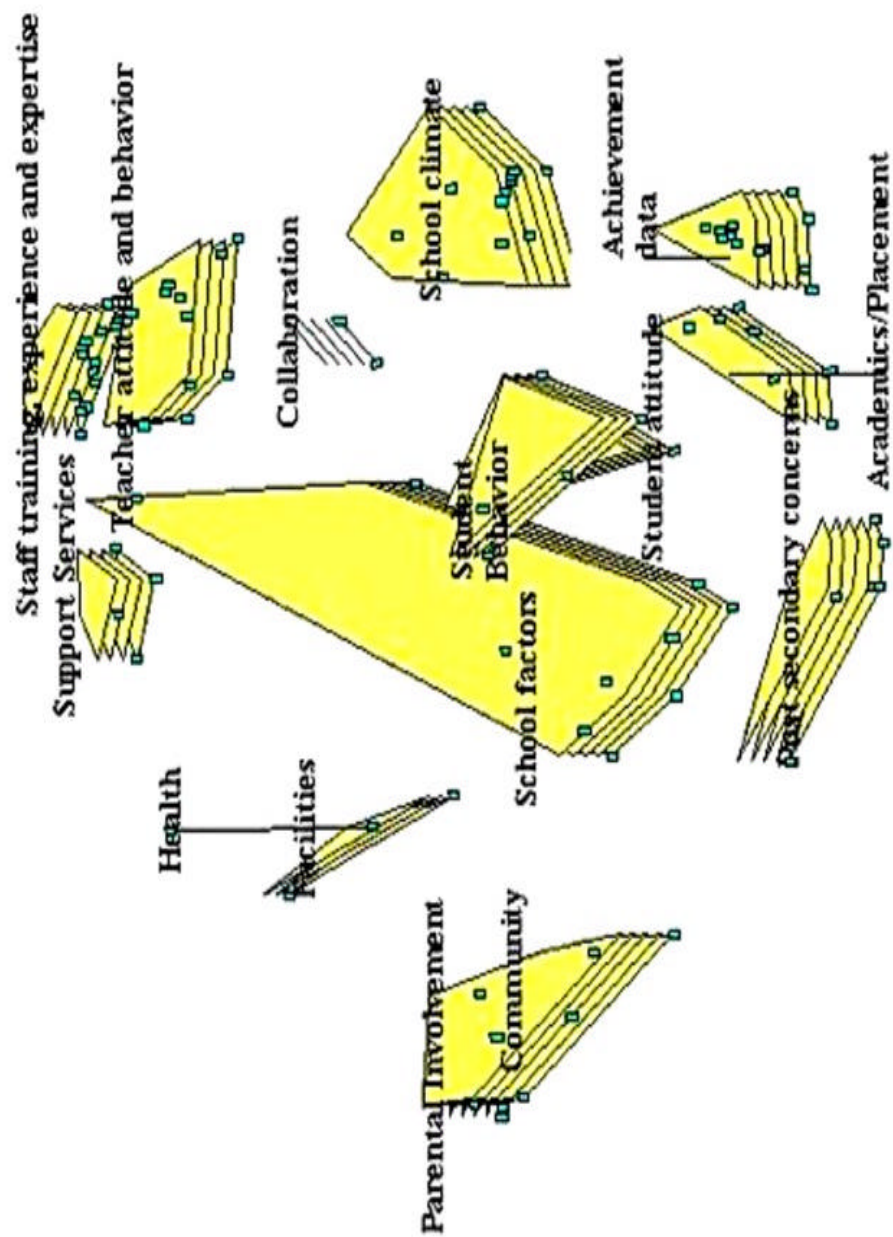 Staff training, experience and expertise
Support Services
Teacher attitude and behavior
Health
Collaboration
Facilities
Parental Involvement
School climate
Student
Behavior
Community
School factors
Achievement
data
Student attitude
Post secondary concerns
Academics/Placement